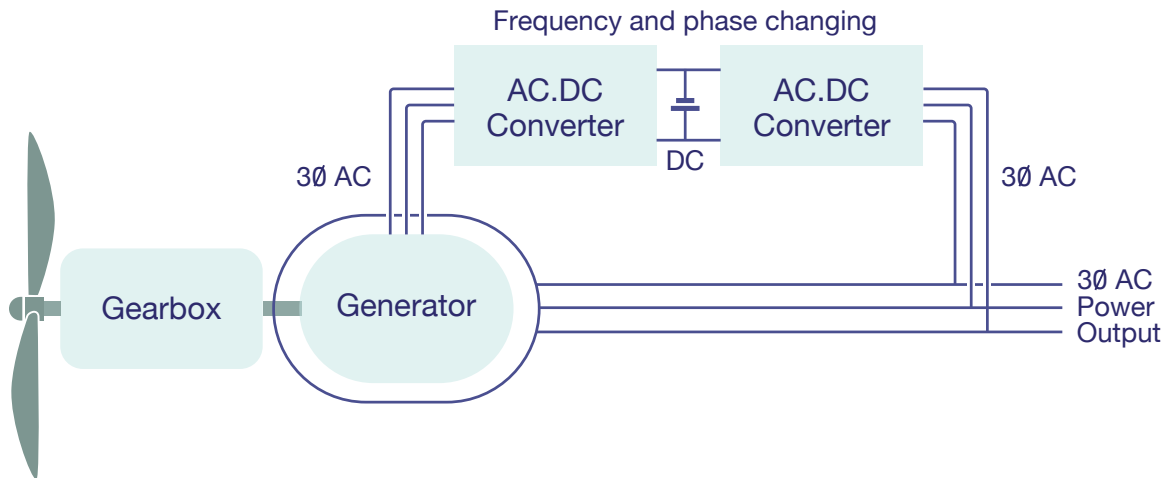 Frequency and phase changing
AC.DC
Converter
AC.DC
Converter
DC
3Ø AC
3Ø AC
Gearbox
Generator
3Ø AC
Power
Output